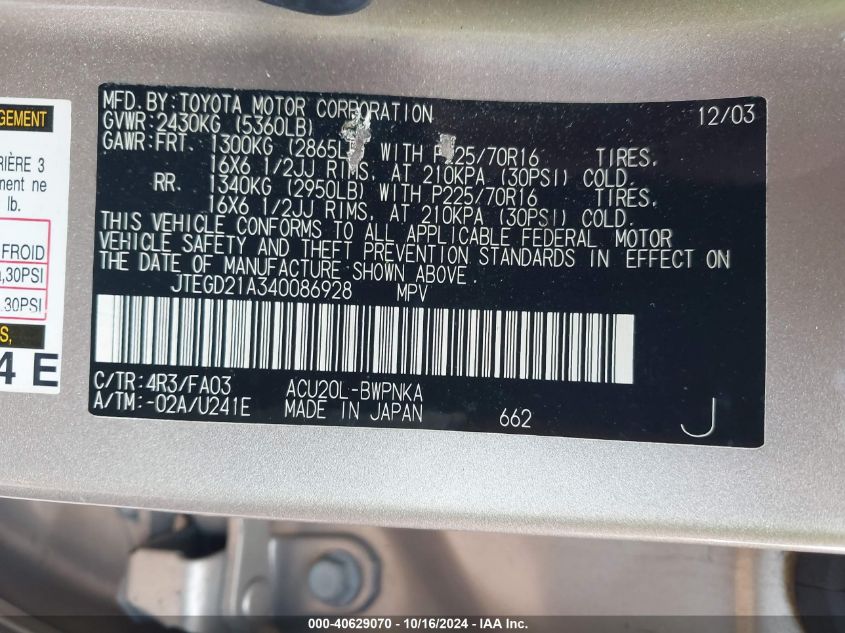 MFD. BY: TOYOTA MOTOR CORPORATION 12/03
GVWR: 2430KG (5360LB)
GAWR: FRT. 1300KG (2865LB) WITH P225/70R16 TIRES,
16X6 1/2JJ RIMS, AT 210KPA (30PSI) COLD.
RR. 1340KG (2950LB) WITH P225/70R16 TIRES,
16X6 1/2JJ RIMS, AT 210KPA (30PSI) COLD.
THIS VEHICLE CONFORMS TO ALL APPLICABLE FEDERAL MOTOR
VEHICLE SAFETY AND THEFT PREVENTION STANDARDS IN EFFECT ON
THE DATE OF MANUFACTURE SHOWN ABOVE.
JTEGD21A340086928 MPV
C/TR: 4R3/FA03 ACU20L-BWPNKA
A/TM: -02A/U241E MADE IN JAPAN 662 J
GEMENT
RIÈRE 3
ment ne
lb.
FROID
,30PSI
.30PSI
S,
4 E
000-40629070 - 10/16/2024 - IAA Inc.